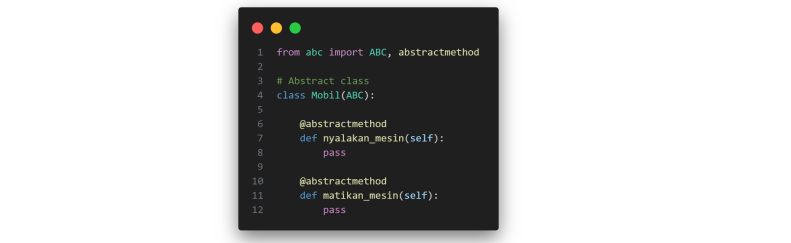 1 from abc import ABC, abstractmethod
2
3 # Abstract class
4 class Mobil(ABC):
5
6     @abstractmethod
7     def nyalakan_mesin(self):
8         pass
9
10     @abstractmethod
11     def matikan_mesin(self):
12         pass